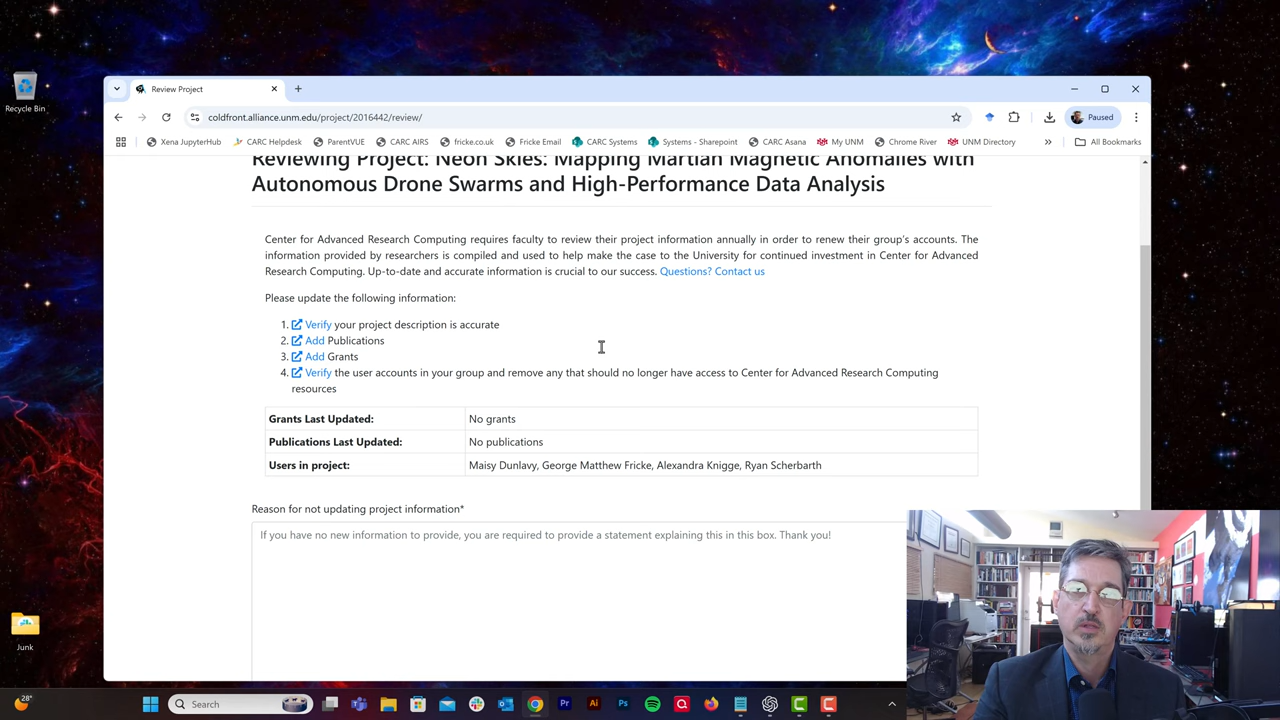 Recycle Bin
Review Project
coldfront.alliance.unm.edu/project/2016442/review/
Paused
Xena JupyterHub
CARC Helpdesk
ParentVUE
CARC AIRS
fricke.co.uk
Fricke Email
CARC Systems
Systems - Sharepoint
CARC Asana
My UNM
Chrome River
UNM Directory
All Bookmarks
Reviewing Project: Neon Skies: Mapping Martian Magnetic Anomalies with
Autonomous Drone Swarms and High-Performance Data Analysis
Center for Advanced Research Computing requires faculty to review their project information annually in order to renew their group's accounts. The
information provided by researchers is compiled and used to help make the case to the University for continued investment in Center for Advanced
Research Computing. Up-to-date and accurate information is crucial to our success. Questions? Contact us
Please update the following information:
1. Verify your project description is accurate
2. Add Publications
3. Add Grants
4. Verify the user accounts in your group and remove any that should no longer have access to Center for Advanced Research Computing
resources
Grants Last Updated: No grants
Publications Last Updated: No publications
Users in project: Maisy Dunlavy, George Matthew Fricke, Alexandra Knigge, Ryan Scherbarth
Reason for not updating project information*
If you have no new information to provide, you are required to provide a statement explaining this in this box. Thank you!
Junk
28°
Search
Pr
Ai
Ps